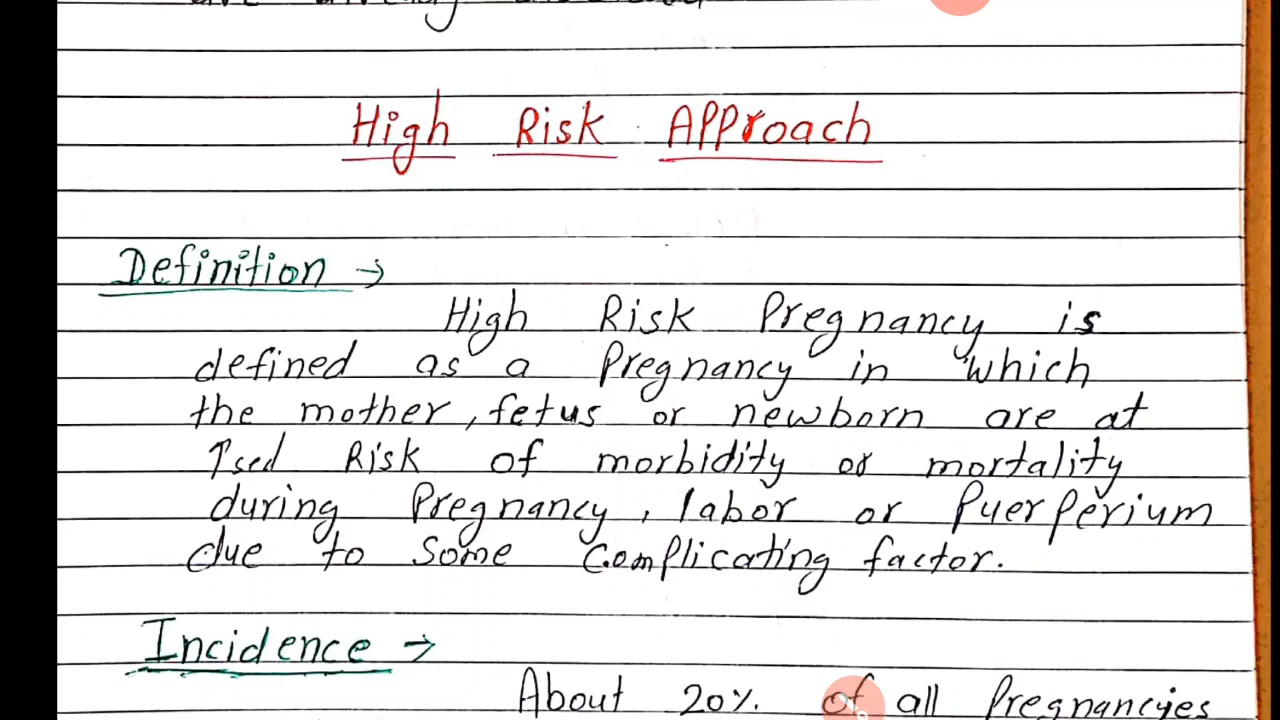 High Risk Approach
Definition →
High Risk Pregnancy is
defined as a Pregnancy in which
the mother, fetus or newborn are at
↑sed Risk of morbidity or mortality
during Pregnancy, labor or Puerperium
due to some complicating factor.
Incidence →
About 20% of all Pregnancies